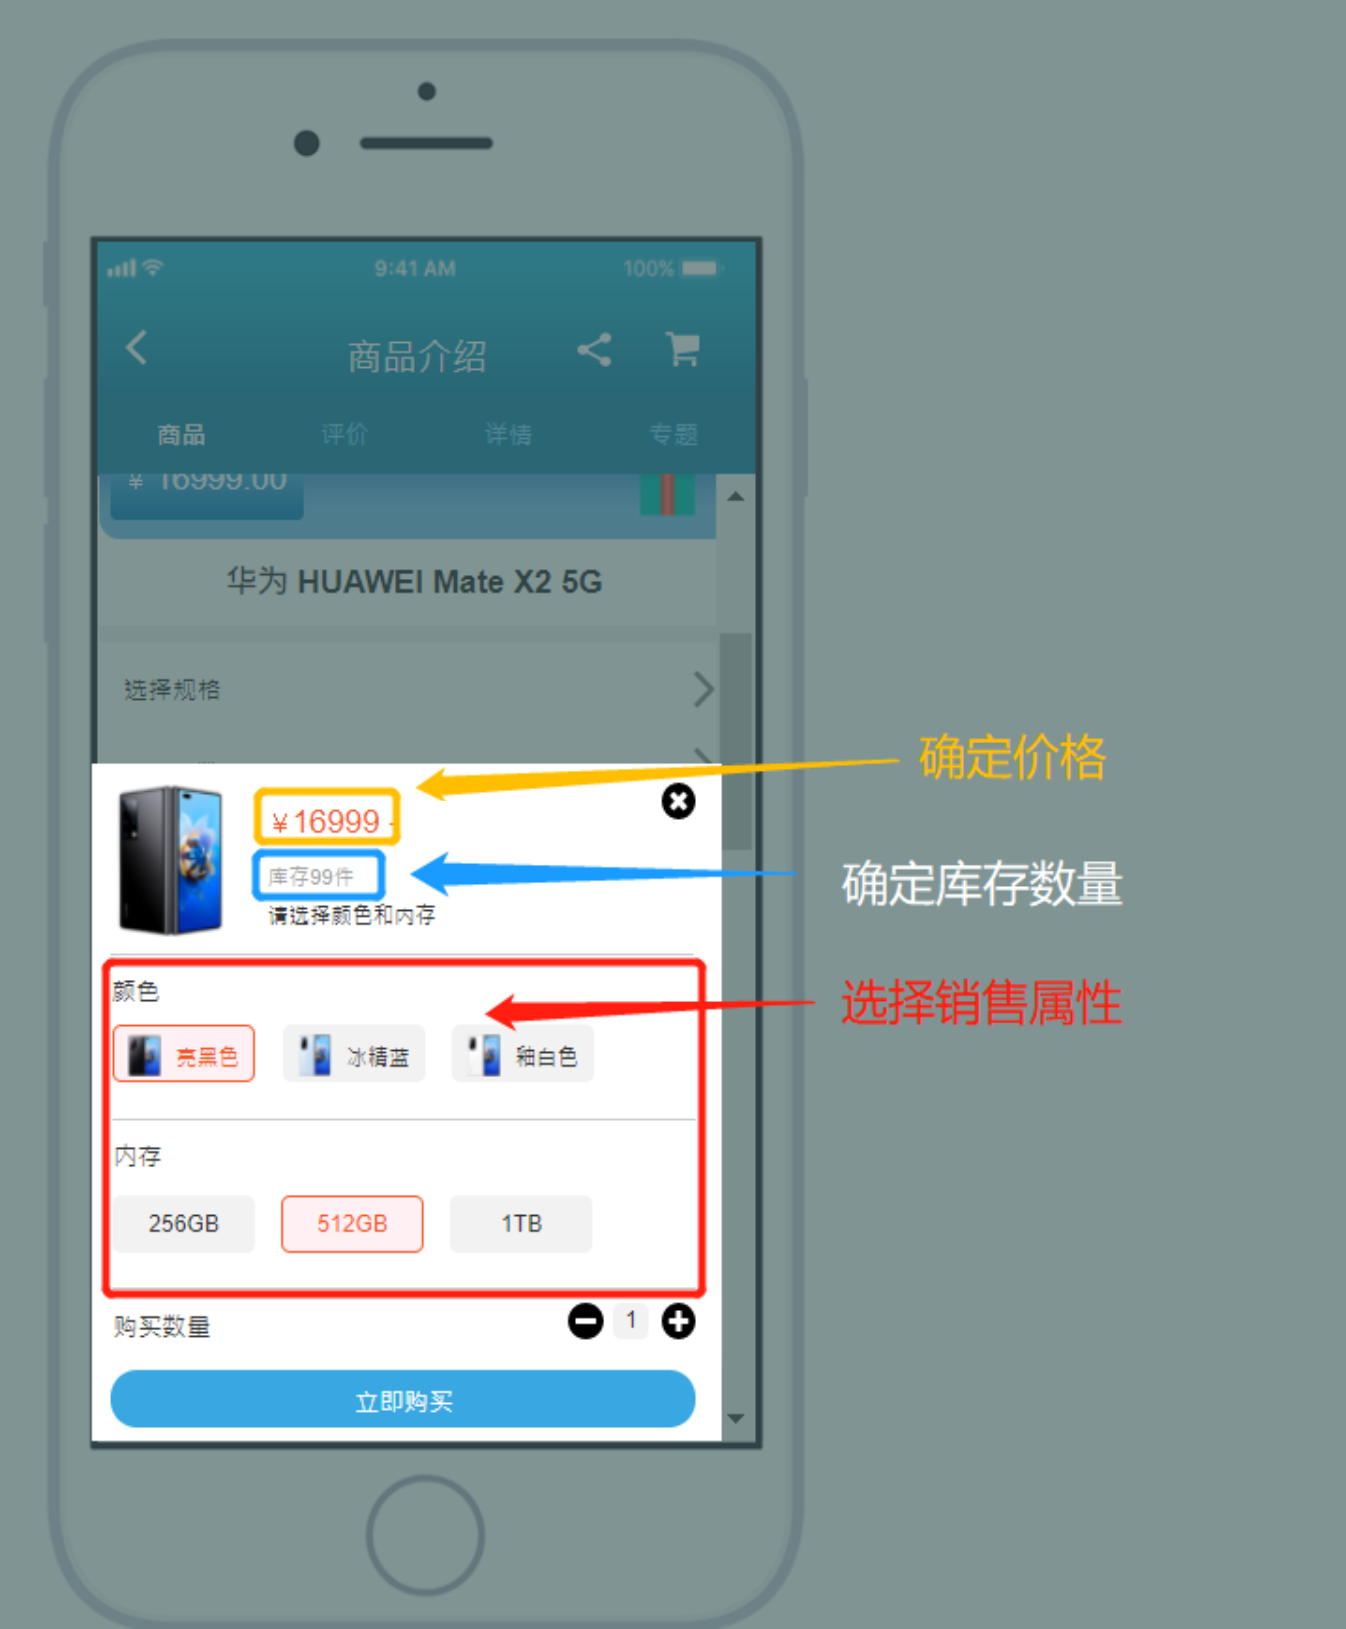 9:41 AM
100%
商品介绍
商品
评价
详情
专题
¥ 16999.00
华为 HUAWEI Mate X2 5G
选择规格
确定价格
¥16999
库存99件
确定库存数量
请选择颜色和内存
选择销售属性
颜色
亮黑色
冰精蓝
釉白色
内存
256GB
512GB
1TB
购买数量
1
立即购买